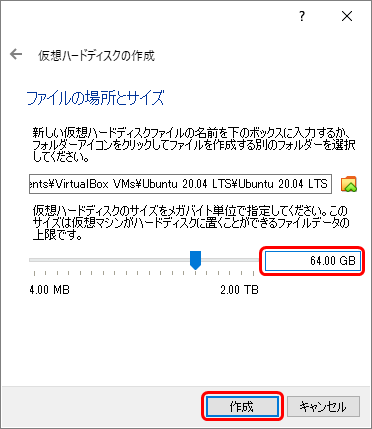 ?
仮想ハードディスクの作成
ファイルの場所とサイズ
新しい仮想ハードディスクファイルの名前を下のボックスに入力するか、
フォルダーアイコンをクリックしてファイルを作成する別のフォルダーを選択
してください。
ents¥VirtualBox VMs¥Ubuntu 20.04 LTS¥Ubuntu 20.04 LTS
仮想ハードディスクのサイズをメガバイト単位で指定してください。この
サイズは仮想マシンがハードディスクに置くことができるファイルデータの
上限です。
64.00 GB
4.00 MB 2.00 TB
作成 キャンセル